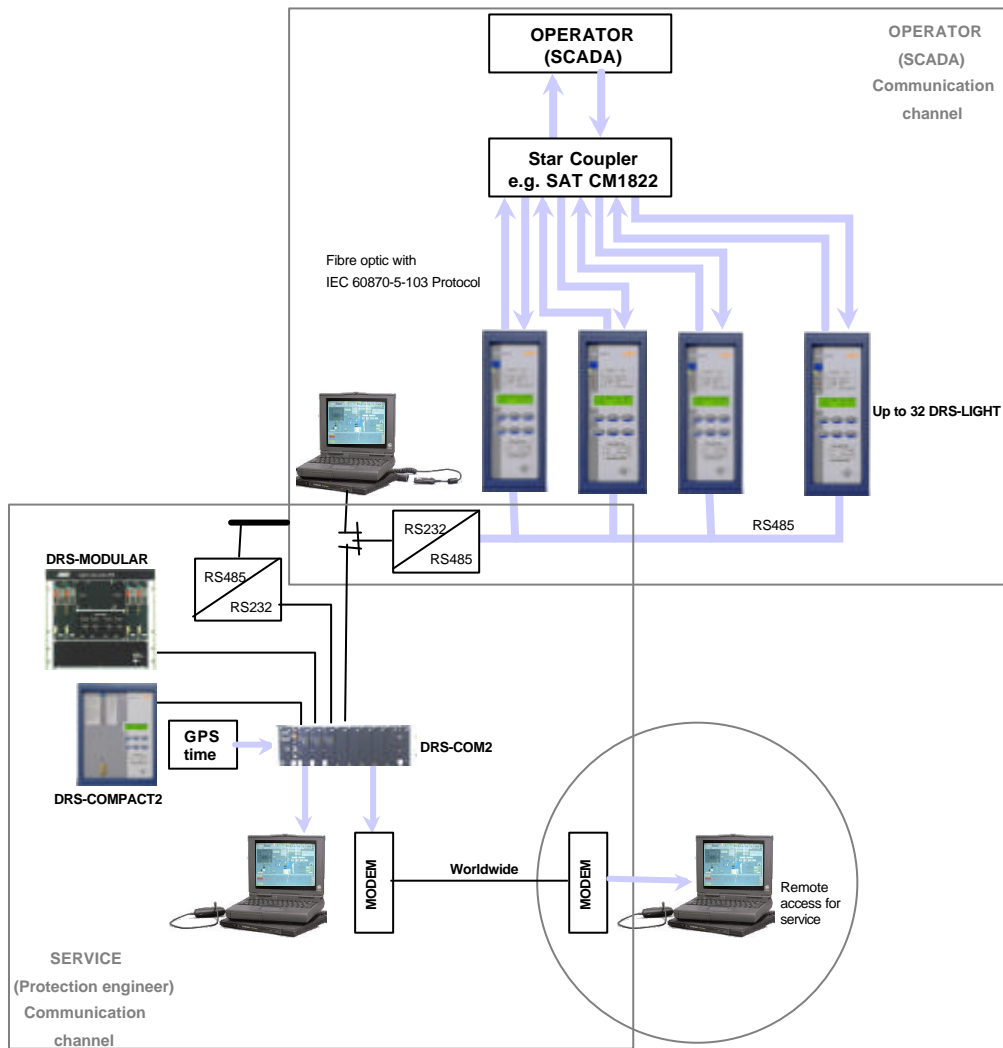 OPERATOR
(SCADA)
OPERATOR
(SCADA)
Communication
channel
Star Coupler
e.g. SAT CM1822
Fibre optic with
IEC 60870-5-103 Protocol
Up to 32 DRS-LIGHT
RS485
RS232
RS485
DRS-MODULAR
RS485
RS232
GPS
time
DRS-COM2
DRS-COMPACT2
MODEM
Worldwide
MODEM
Remote
access for
service
SERVICE
(Protection engineer)
Communication
channel